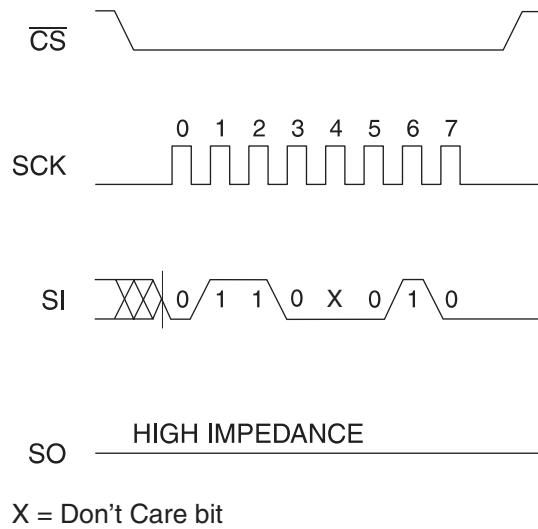 CS
0 1 2 3 4 5 6 7
SCK
SI
0 1 1 0 X 0 1 0
HIGH IMPEDANCE
SO
X = Don't Care bit